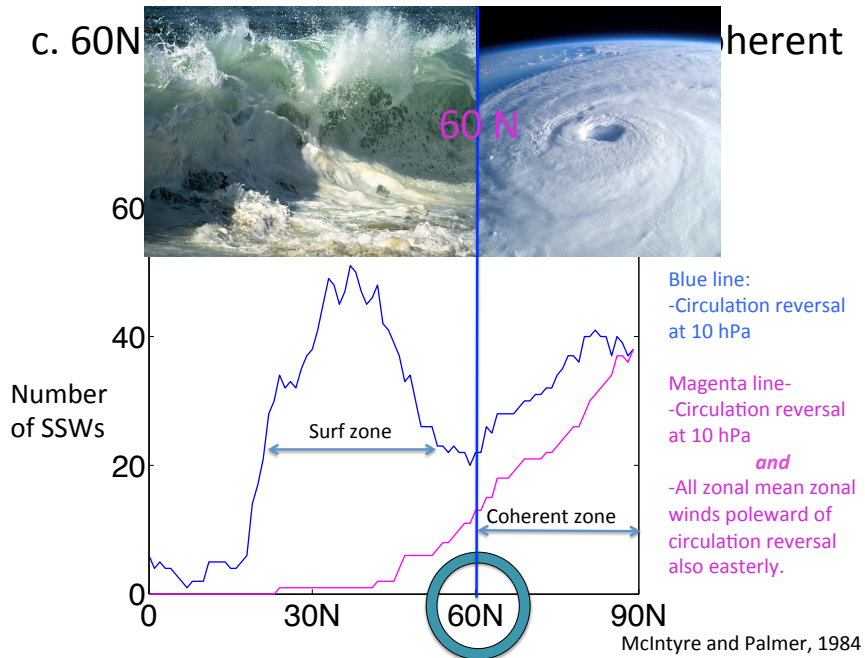 c. 60N
oherent
60 N
60
40
20
0
Number
of SSWs
Surf zone
Coherent zone
0
30N
60N
90N
Blue line:
-Circulation reversal
at 10 hPa
Magenta line-
-Circulation reversal
at 10 hPa
and
-All zonal mean zonal
winds poleward of
circulation reversal
also easterly.
McIntyre and Palmer, 1984